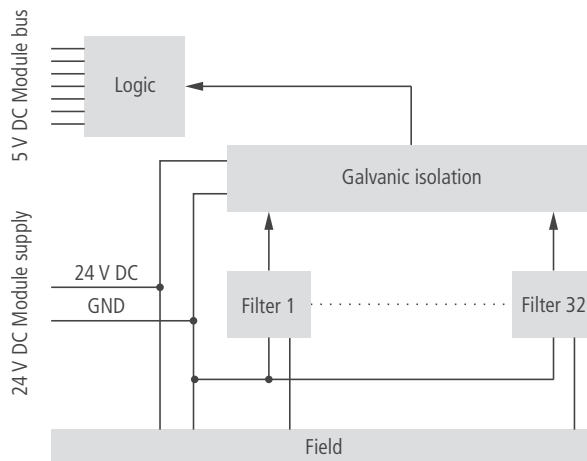 5 V DC Module bus
Logic
Galvanic isolation
24 V DC Module supply
24 V DC
GND
Filter 1
Filter 32
Field